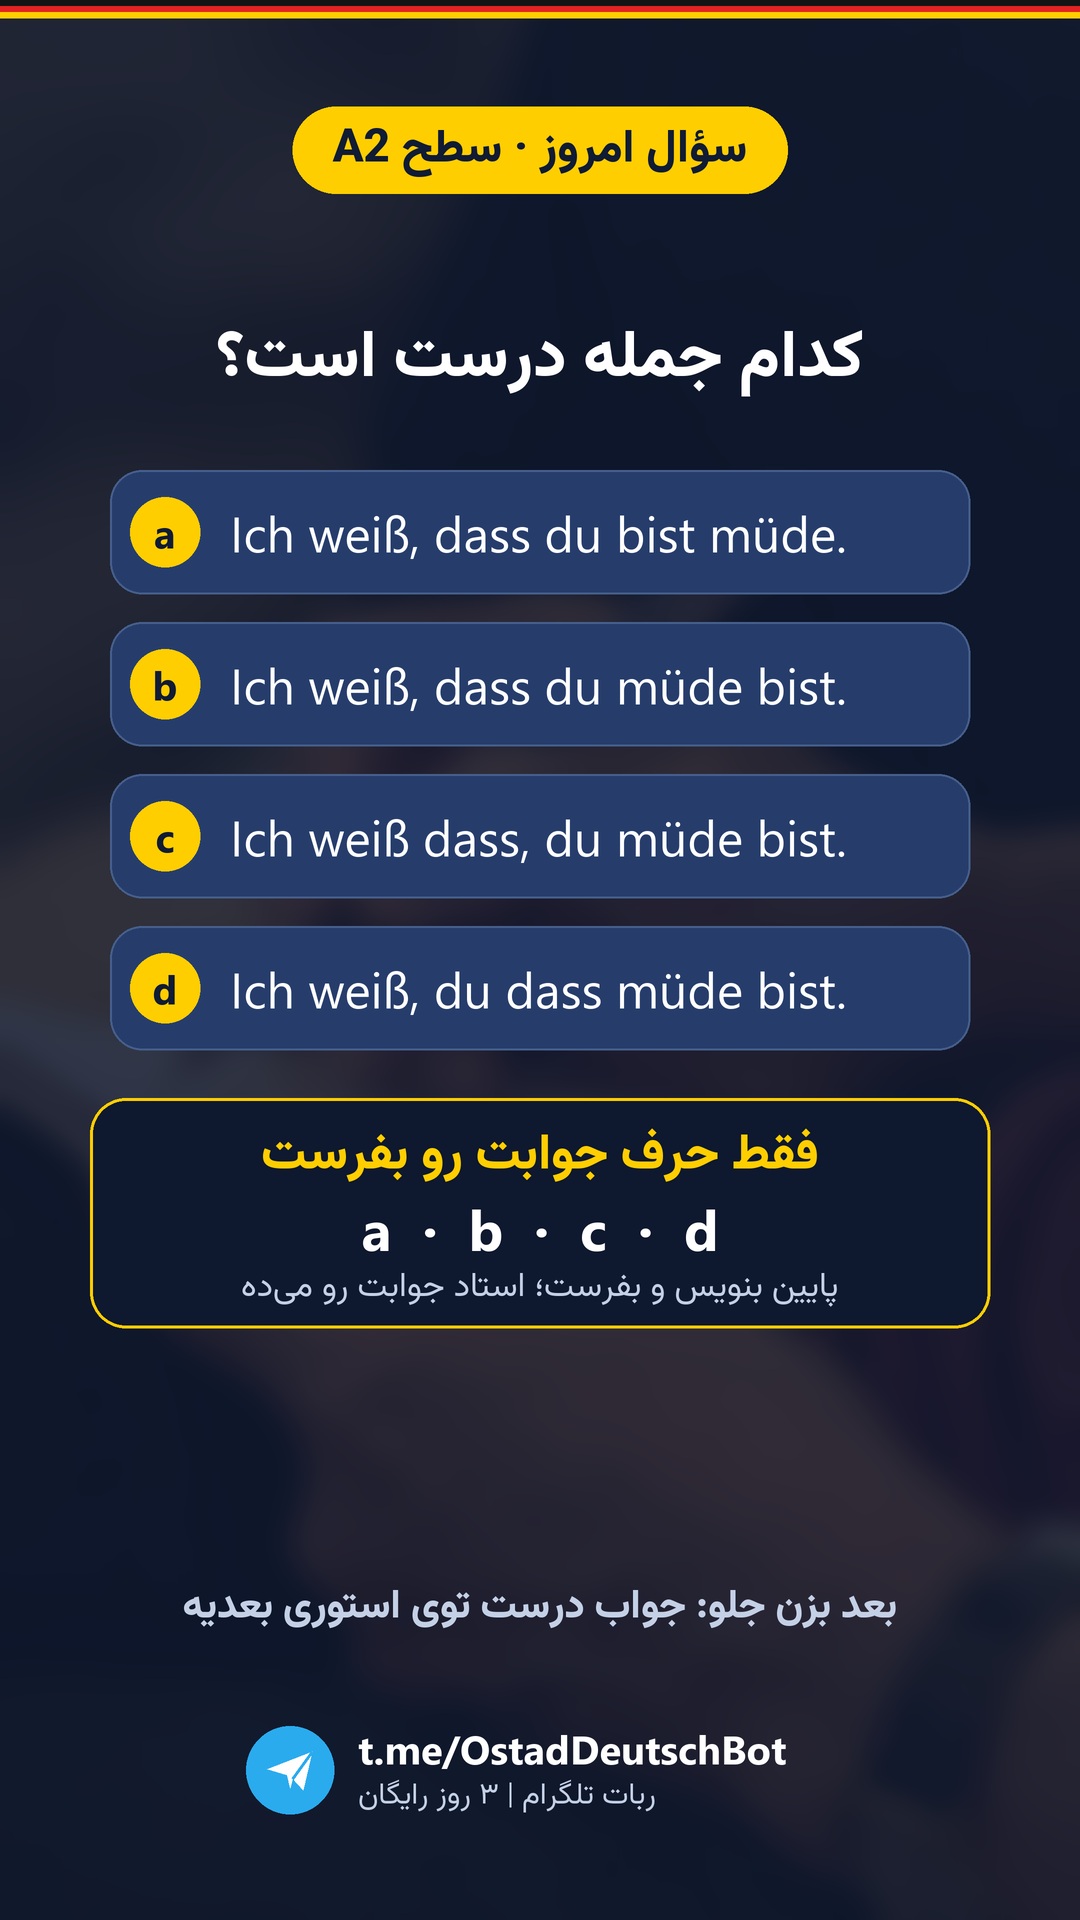 سؤال امروز · سطح A2
کدام جمله درست است؟
a Ich weiß, dass du bist müde.
b Ich weiß, dass du müde bist.
c Ich weiß dass, du müde bist.
d Ich weiß, du dass müde bist.
فقط حرف جوابت رو بفرست
a · b · c · d
پایین بنویس و بفرست؛ استاد جوابت رو می‌ده
بعد بزن جلو: جواب درست توی استوری بعدیه
t.me/OstadDeutschBot
ربات تلگرام | ۳ روز رایگان